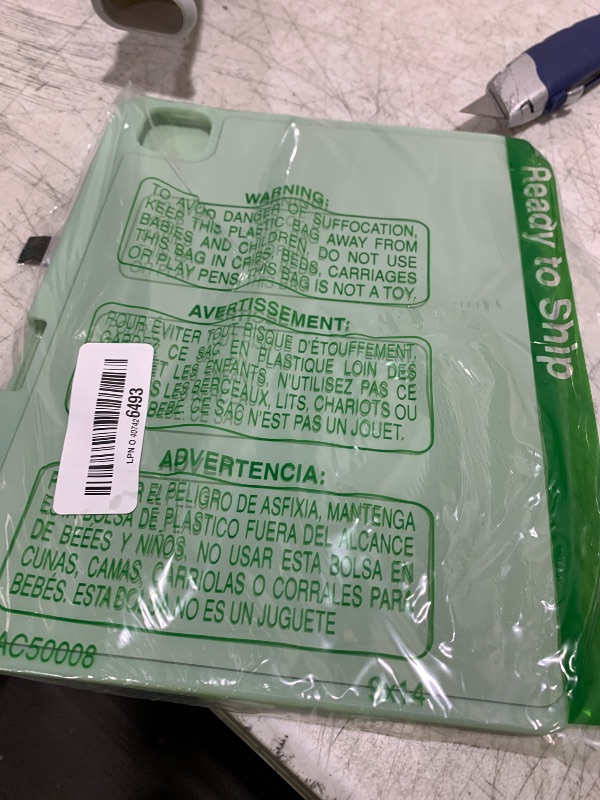 Ready to Ship
WARNING:
TO AVOID DANGER OF SUFFOCATION,
KEEP THIS PLASTIC BAG AWAY FROM
BABIES AND CHILDREN. DO NOT USE
THIS BAG IN CRIBS, BEDS, CARRIAGES
OR PLAY PENS. THIS BAG IS NOT A TOY.
AVERTISSEMENT:
POUR ÉVITER TOUT RISQUE D'ÉTOUFFEMENT,
CE SAC EN PLASTIQUE LOIN DES
ET LES ENFANTS, N'UTILISEZ PAS CE
LES BERCEAUX, LITS, CHARIOTS OU
BÉBÉ. CE SAC N'EST PAS UN JOUET.
LPN O 407426493
ADVERTENCIA:
EL PELIGRO DE ASFIXIA, MANTENGA
BOLSA DE PLÁSTICO FUERA DEL ALCANCE
DE BEEES Y NIÑOS, NO USAR ESTA BOLSA EN
CUNAS, CAMAS, CARRIOLAS O CORRALES PARA
BEBÉS. ESTA BOLSA NO ES UN JUGUETE
AC50008
9x14